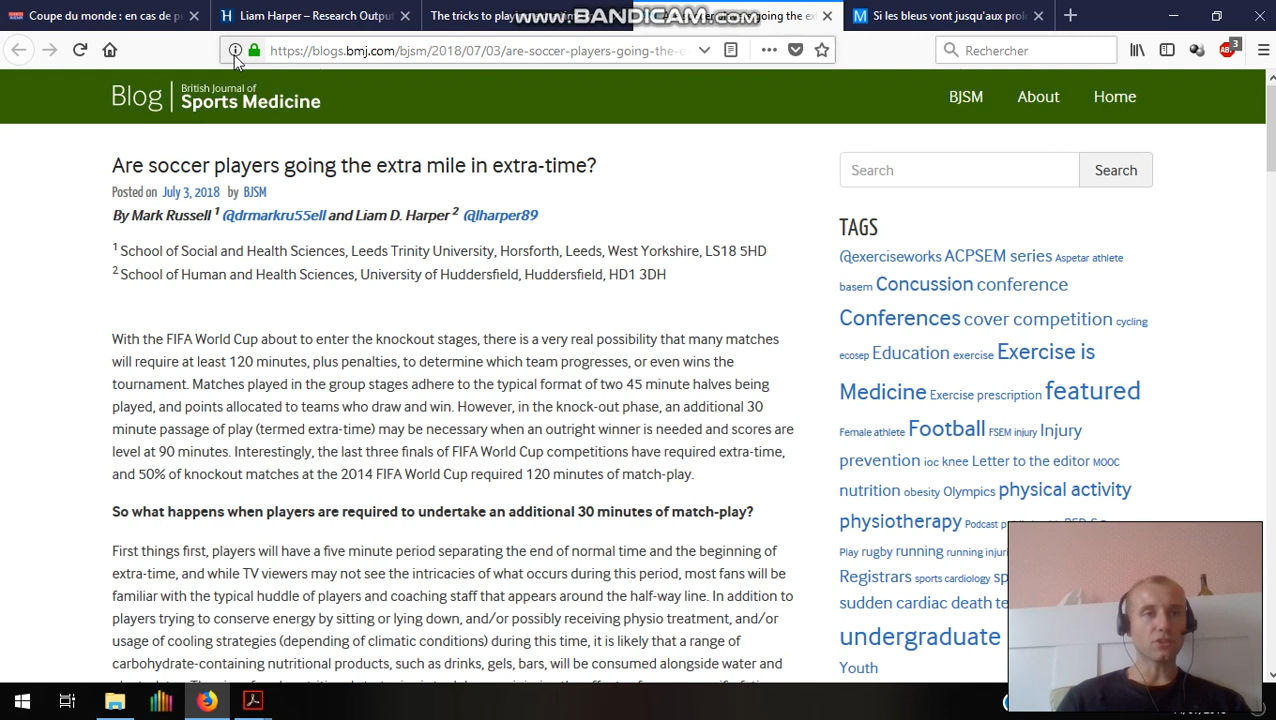 Coupe du monde : en cas de p
Liam Harper – Research Outpu
The tricks to play
going the ex
Si les bleus vont jusqu'aux prol
www.BANDICAM.com
https://blogs.bmj.com/bjsm/2018/07/03/are-soccer-players-going-the-e
Rechercher
3
Blog
British Journal of
Sports Medicine
BJSM
About
Home
Are soccer players going the extra mile in extra-time?
Posted on July 3, 2018 by BJSM
By Mark Russell 1 @drmarkru55ell and Liam D. Harper 2 @lharper89
1 School of Social and Health Sciences, Leeds Trinity University, Horsforth, Leeds, West Yorkshire, LS18 5HD
2 School of Human and Health Sciences, University of Huddersfield, Huddersfield, HD1 3DH
With the FIFA World Cup about to enter the knockout stages, there is a very real possibility that many matches
will require at least 120 minutes, plus penalties, to determine which team progresses, or even wins the
tournament. Matches played in the group stages adhere to the typical format of two 45 minute halves being
played, and points allocated to teams who draw and win. However, in the knock-out phase, an additional 30
minute passage of play (termed extra-time) may be necessary when an outright winner is needed and scores are
level at 90 minutes. Interestingly, the last three finals of FIFA World Cup competitions have required extra-time,
and 50% of knockout matches at the 2014 FIFA World Cup required 120 minutes of match-play.
So what happens when players are required to undertake an additional 30 minutes of match-play?
First things first, players will have a five minute period separating the end of normal time and the beginning of
extra-time, and while TV viewers may not see the intricacies of what occurs during this period, most fans will be
familiar with the typical huddle of players and coaching staff that appears around the half-way line. In addition to
players trying to conserve energy by sitting or lying down, and/or possibly receiving physio treatment, and/or
usage of cooling strategies (depending of climatic conditions) during this time, it is likely that a range of
carbohydrate-containing nutritional products, such as drinks, gels, bars, will be consumed alongside water and
Search
Search
TAGS
@exerciseworks ACPSEM series Aspetar athlete
basem Concussion conference
Conferences cover competition cycling
ecosep Education exercise Exercise is
Medicine Exercise prescription featured
Female athlete Football FSEM injury Injury
prevention ioc knee Letter to the editor MOOC
nutrition obesity Olympics physical activity
physiotherapy Podcast
Play rugby running running injuri
Registrars sports cardiology sp
sudden cardiac death te
undergraduate
Youth